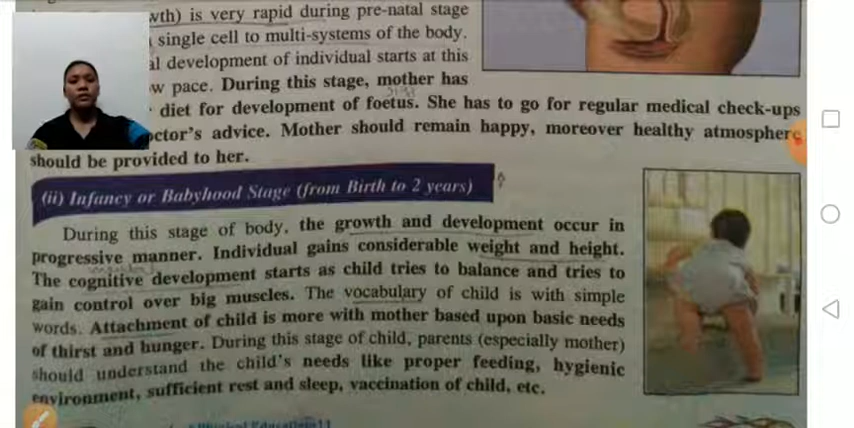 wth) is very rapid during pre-natal stage
single cell to multi-systems of the body.
al development of individual starts at this
w pace. During this stage, mother has
diet for development of foetus. She has to go for regular medical check-ups
ctor's advice. Mother should remain happy, moreover healthy atmosphere
should be provided to her.
(ii) Infancy or Babyhood Stage (from Birth to 2 years)
During this stage of body, the growth and development occur in
progressive manner. Individual gains considerable weight and height.
The cognitive development starts as child tries to balance and tries to
gain control over big muscles. The vocabulary of child is with simple
words. Attachment of child is more with mother based upon basic needs
of thirst and hunger. During this stage of child, parents (especially mother)
should understand the child's needs like proper feeding, hygienic
environment, sufficient rest and sleep, vaccination of child, etc.